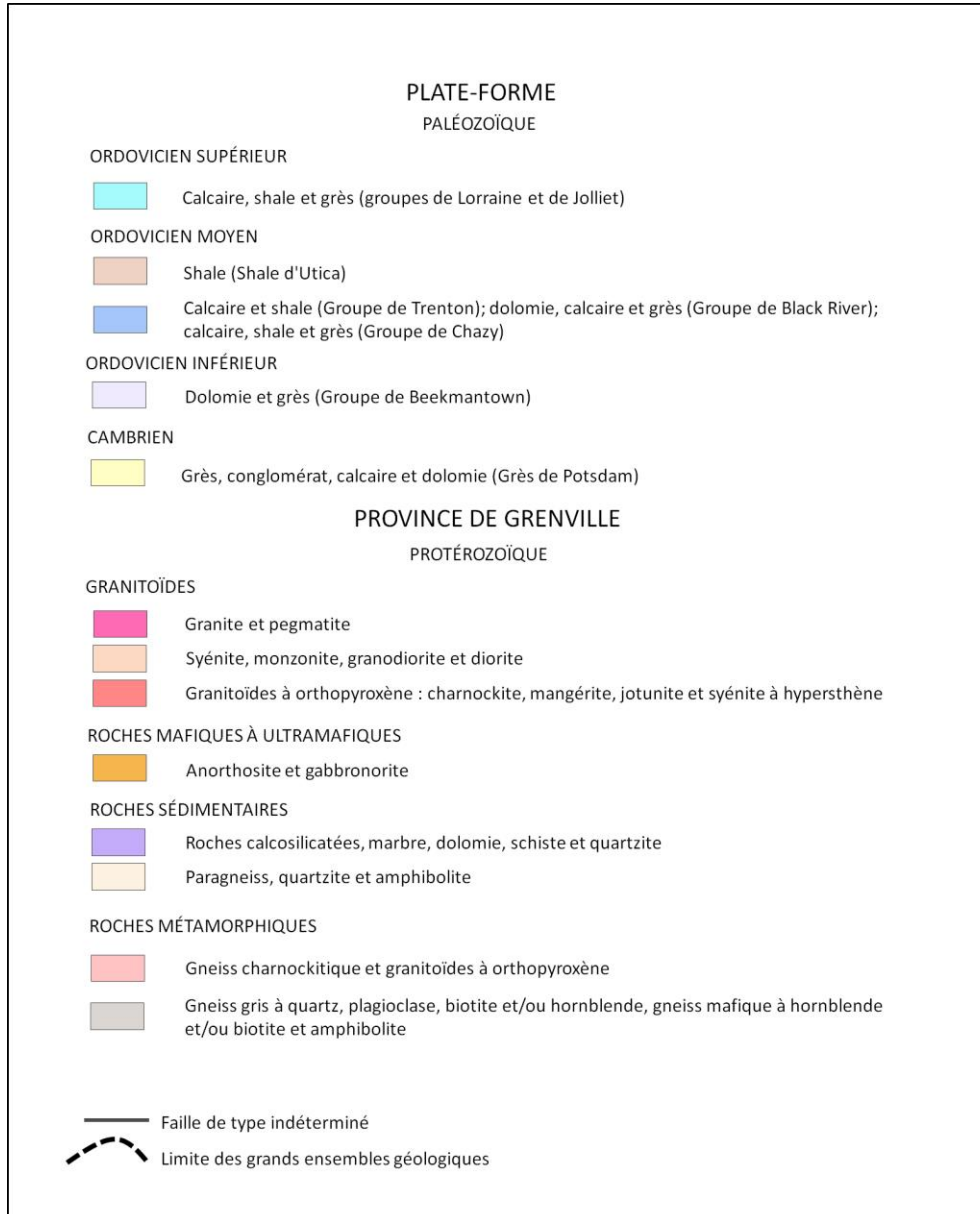 PLATE-FORME
PALÉOZOÏQUE
ORDOVICIEN SUPÉRIEUR
Calcaire, shale et grès (groupes de Lorraine et de Jolliet)
ORDOVICIEN MOYEN
Shale (Shale d'Utica)
Calcaire et shale (Groupe de Trenton); dolomie, calcaire et grès (Groupe de Black River);
calcaire, shale et grès (Groupe de Chazy)
ORDOVICIEN INFÉRIEUR
Dolomie et grès (Groupe de Beekmantown)
CAMBRIEN
Grès, conglomérat, calcaire et dolomie (Grès de Potsdam)
PROVINCE DE GRENVILLE
PROTÉROZOÏQUE
GRANITOÏDES
Granite et pegmatite
Syénite, monzonite, granodiorite et diorite
Granitoïdes à orthopyroxène : charnockite, mangérite, jotunite et syénite à hypersthène
ROCHES MAFIQUES À ULTRAMAFIQUES
Anorthosite et gabbronorite
ROCHES SÉDIMENTAIRES
Roches calcosilicatées, marbre, dolomie, schiste et quartzite
Paragneiss, quartzite et amphibolite
ROCHES MÉTAMORPHIQUES
Gneiss charnockitique et granitoïdes à orthopyroxène
Gneiss gris à quartz, plagioclase, biotite et/ou hornblende, gneiss mafique à hornblende
et/ou biotite et amphibolite
Faille de type indéterminé
Limite des grands ensembles géologiques